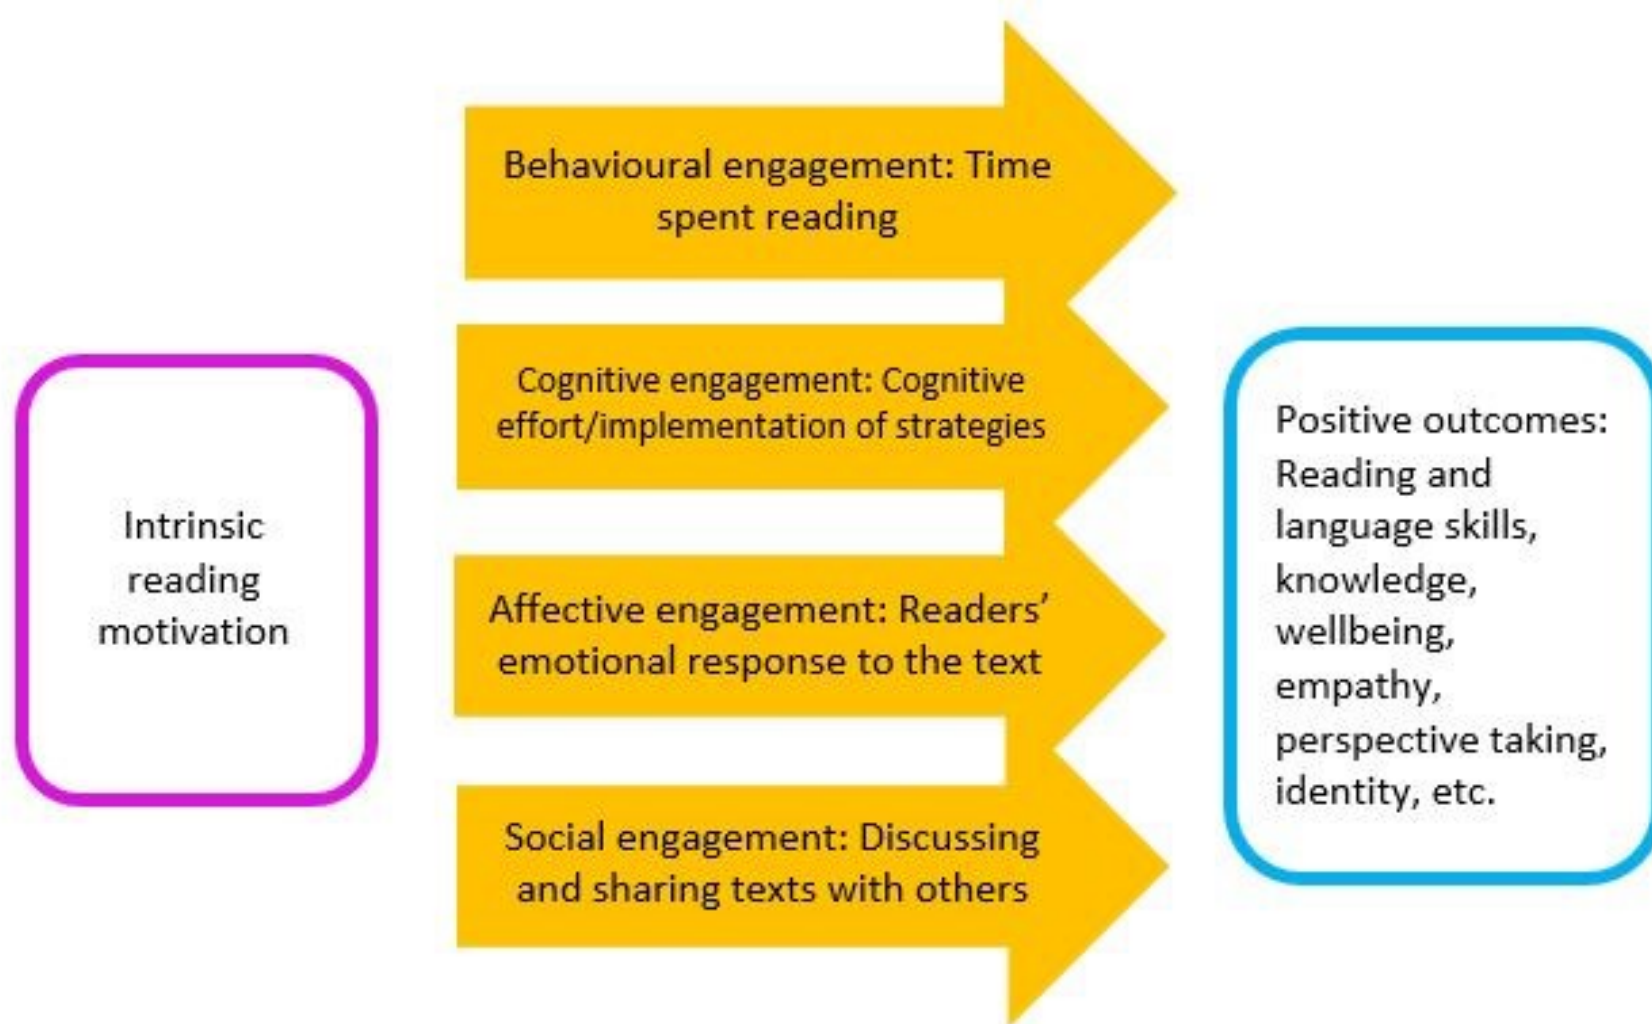 Intrinsic
reading
motivation
Behavioural engagement: Time
spent reading
Cognitive engagement: Cognitive
effort/implementation of strategies
Affective engagement: Readers’
emotional response to the text
Social engagement: Discussing
and sharing texts with others
Positive outcomes:
Reading and
language skills,
knowledge,
wellbeing,
empathy,
perspective taking,
identity, etc.